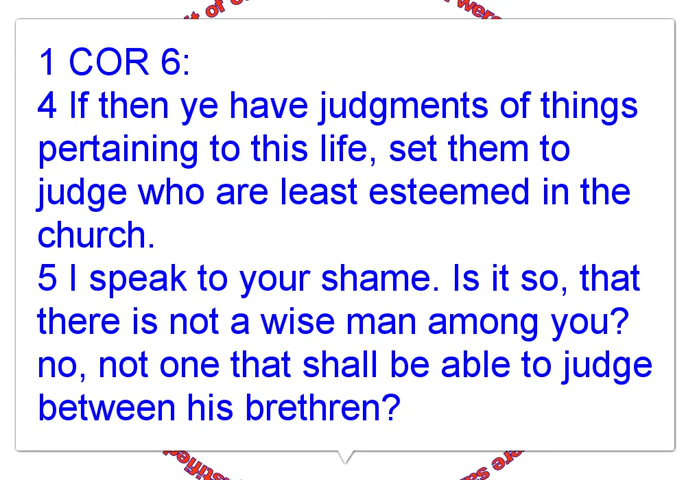 t of
were
1 COR 6:
4 If then ye have judgments of things
pertaining to this life, set them to
judge who are least esteemed in the
church.
5 I speak to your shame. Is it so, that
there is not a wise man among you?
no, not one that shall be able to judge
between his brethren?